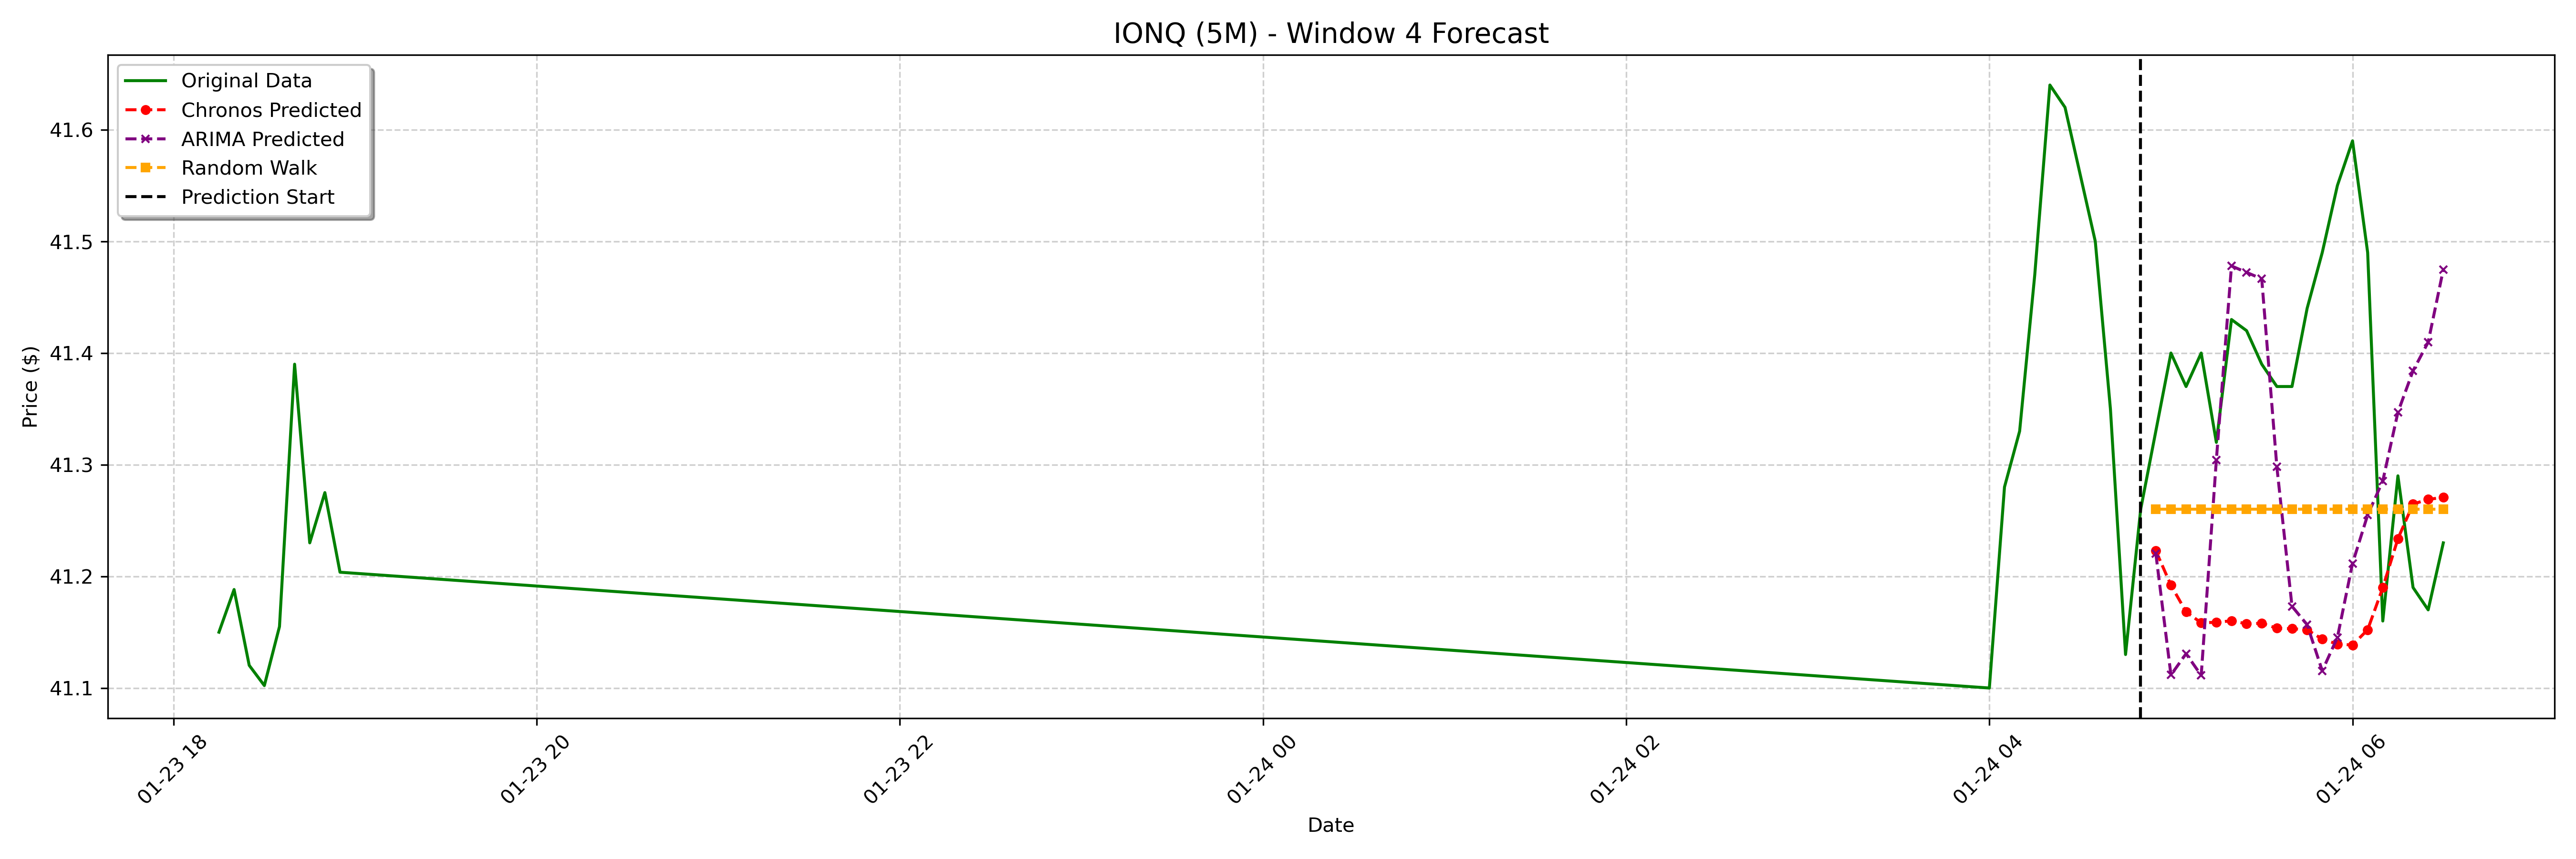 IONQ (5M) - Window 4 Forecast
Original Data
Chronos Predicted
ARIMA Predicted
Random Walk
Prediction Start
Price ($)
41.6
41.5
41.4
41.3
41.2
41.1
01-23 18
01-23 20
01-23 22
01-24 00
01-24 02
01-24 04
01-24 06
Date